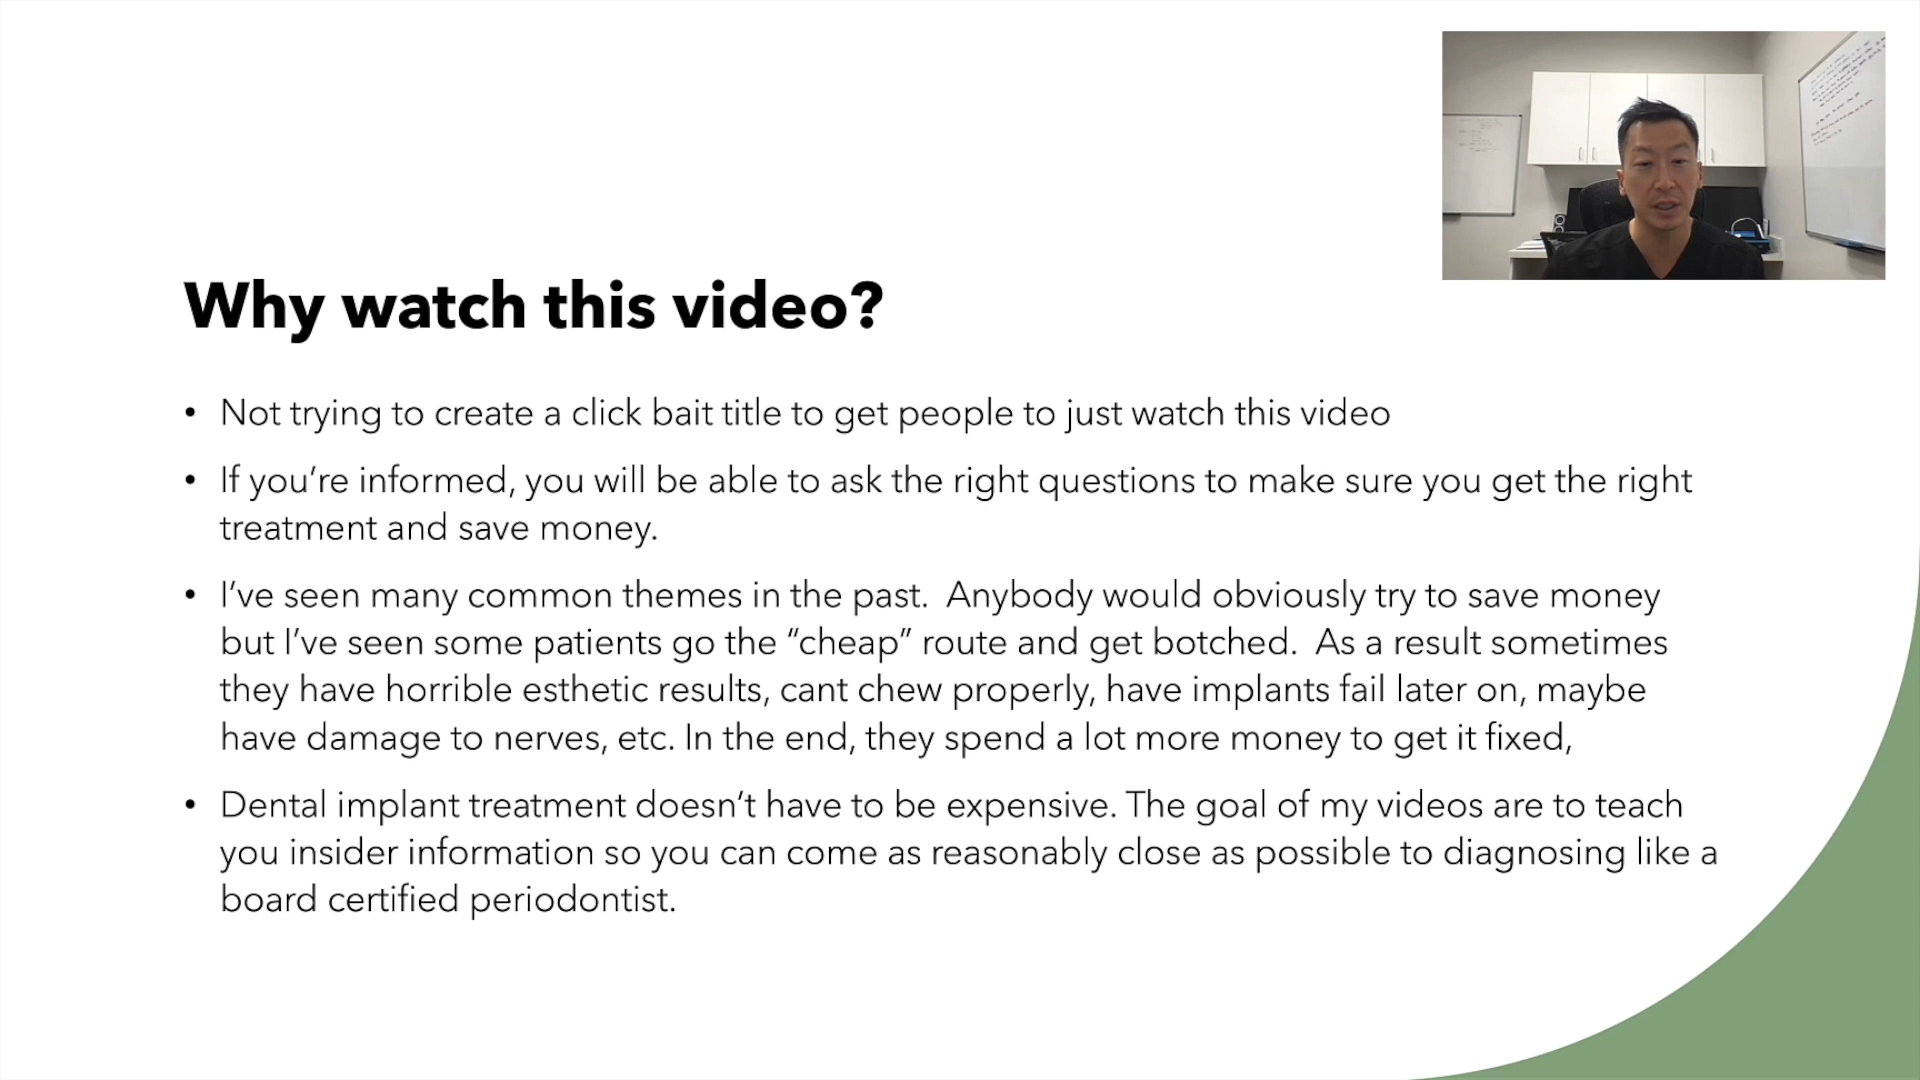 Why watch this video?
• Not trying to create a click bait title to get people to just watch this video
• If you’re informed, you will be able to ask the right questions to make sure you get the right
treatment and save money.
• I’ve seen many common themes in the past.  Anybody would obviously try to save money
but I’ve seen some patients go the “cheap” route and get botched.  As a result sometimes
they have horrible esthetic results, cant chew properly, have implants fail later on, maybe
have damage to nerves, etc. In the end, they spend a lot more money to get it fixed,
• Dental implant treatment doesn’t have to be expensive. The goal of my videos are to teach
you insider information so you can come as reasonably close as possible to diagnosing like a
board certified periodontist.